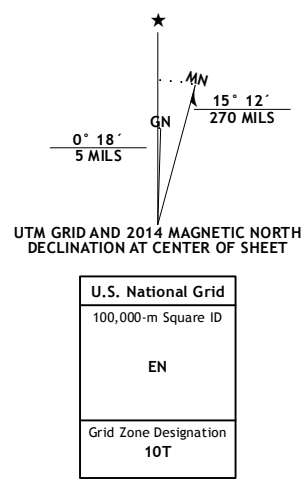 ★
MN
GN
15° 12´
270 MILS
0° 18´
5 MILS
UTM GRID AND 2014 MAGNETIC NORTH
DECLINATION AT CENTER OF SHEET
U.S. National Grid
100,000-m Square ID
EN
Grid Zone Designation
10T